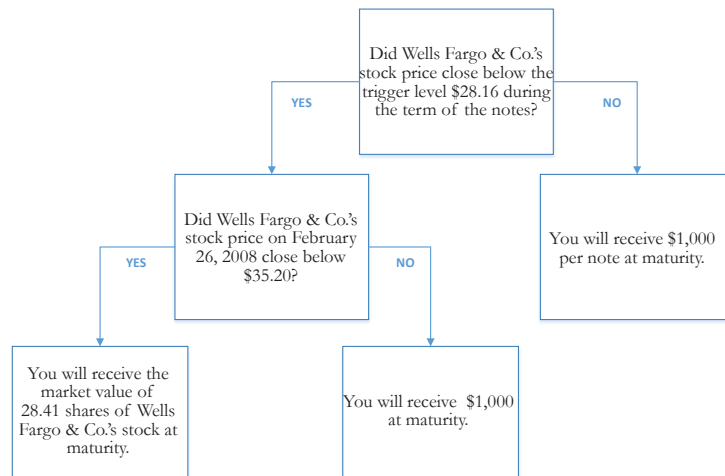 Did Wells Fargo & Co.'s
stock price close below the
trigger level $28.16 during
the term of the notes?
YES
NO
Did Wells Fargo & Co.'s
stock price on February
26, 2008 close below
$35.20?
You will receive $1,000
per note at maturity.
YES
NO
You will receive the
market value of
28.41 shares of Wells
Fargo & Co.'s stock at
maturity.
You will receive $1,000
at maturity.